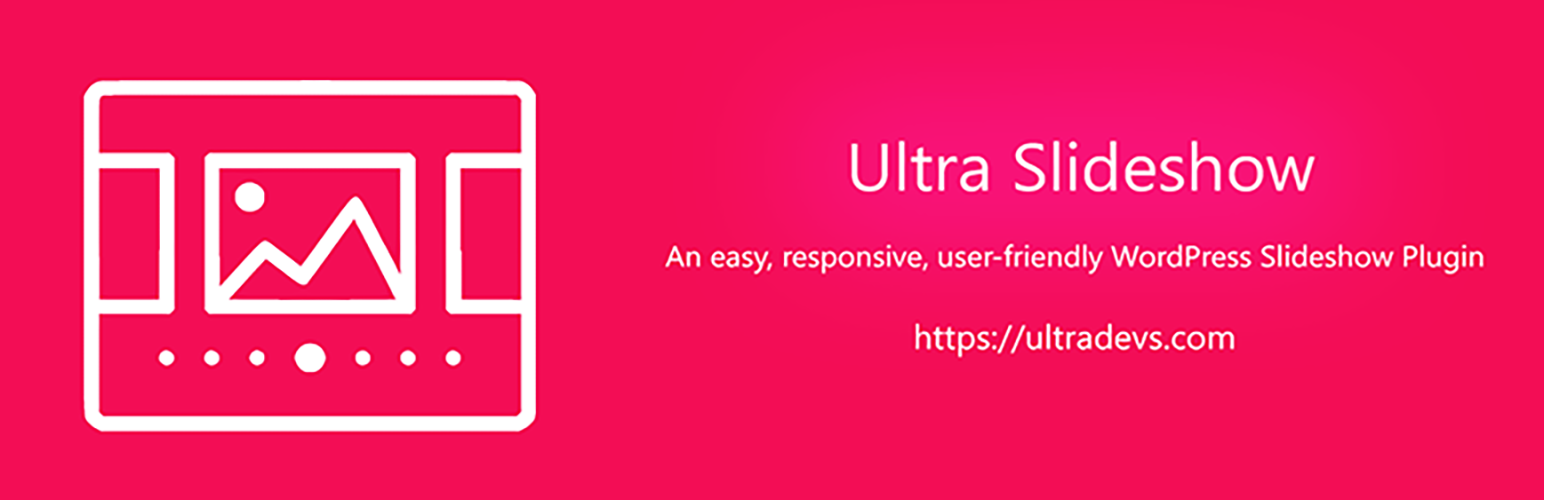 Ultra Slideshow
An easy, responsive, user-friendly WordPress Slideshow Plugin
https://ultradevs.com